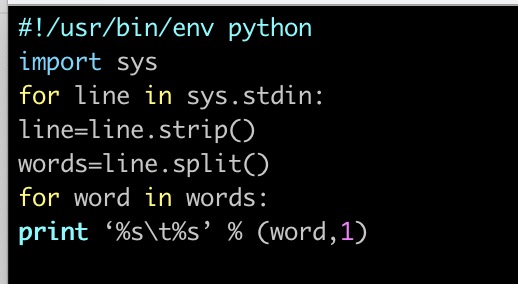 #!/usr/bin/env python
import sys
for line in sys.stdin:
line=line.strip()
words=line.split()
for word in words:
print ‘%s\t%s’ % (word,1)